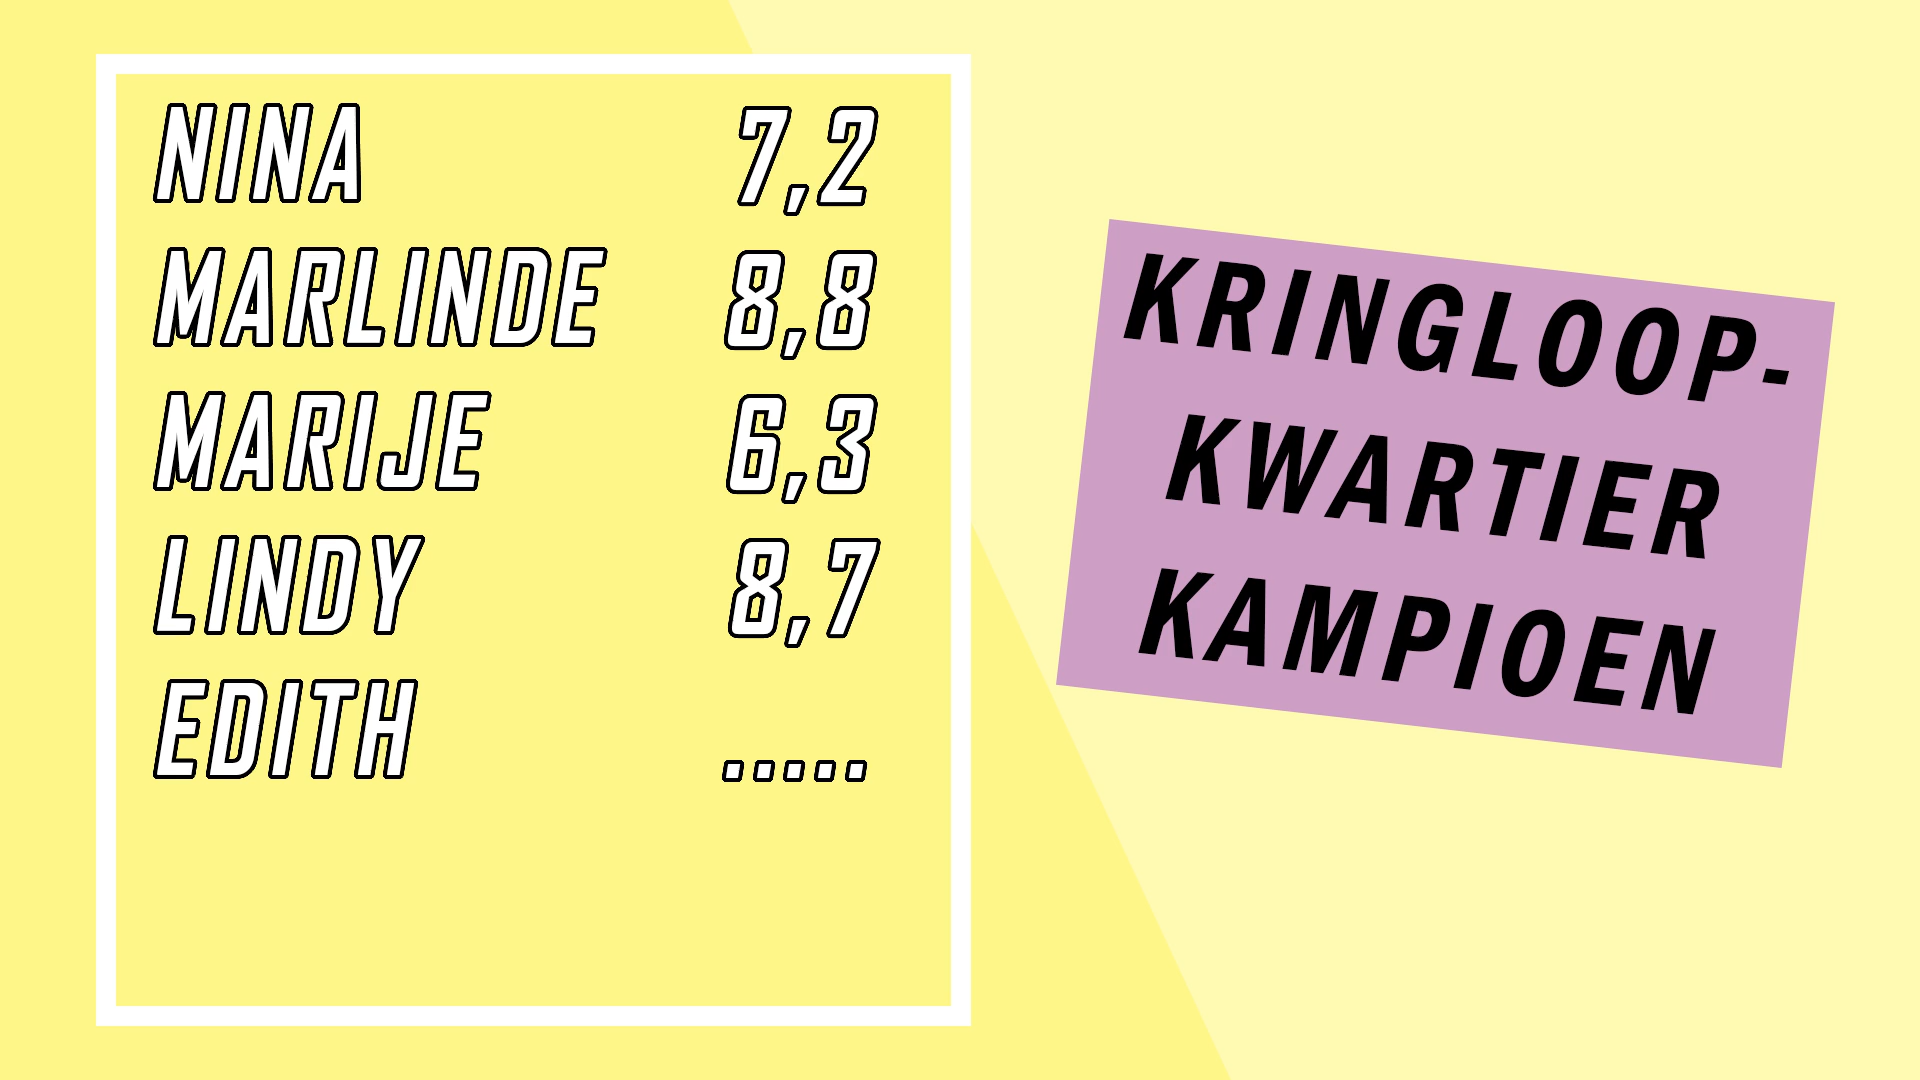 NINA 7,2
MARLINDE 8,8
MARIJE 6,3
LINDY 8,7
EDITH .....
KRINGLOOP-
KWARTIER
KAMPIOEN